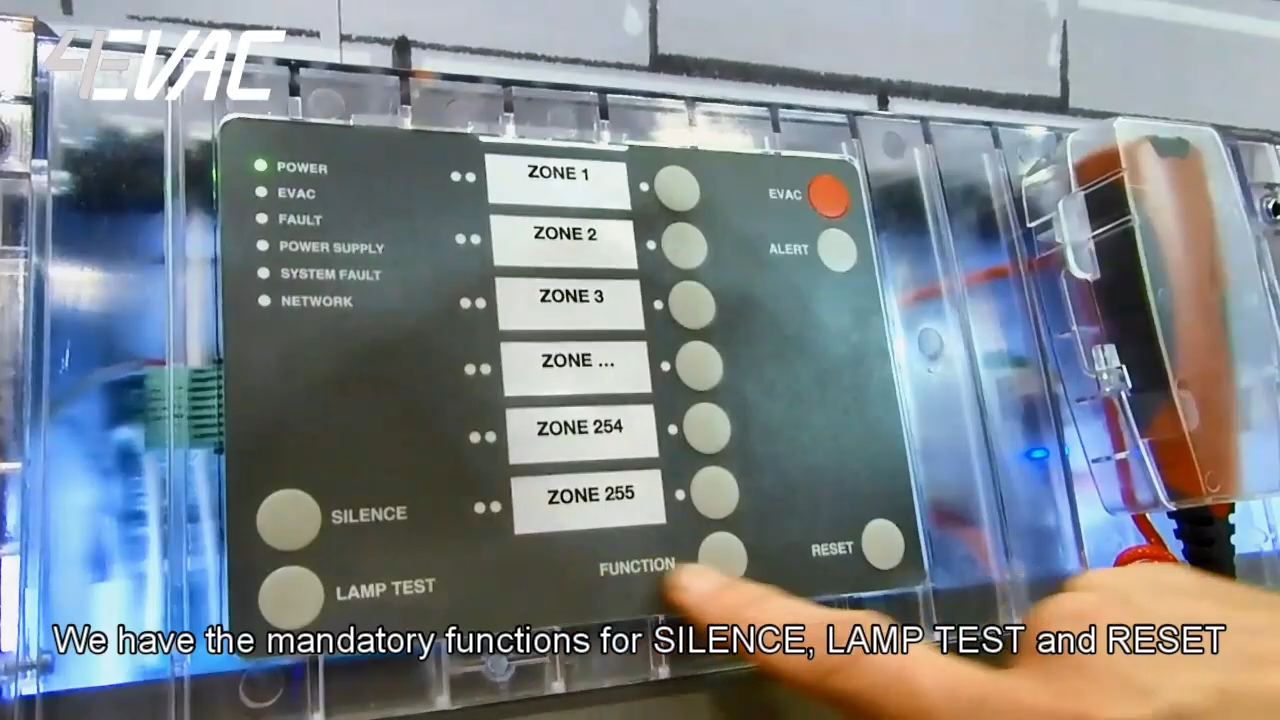 4EVAC
POWER
EVAC
FAULT
POWER SUPPLY
SYSTEM FAULT
NETWORK
ZONE 1
ZONE 2
ZONE 3
ZONE ...
ZONE 254
ZONE 255
EVAC
ALERT
SILENCE
LAMP TEST
FUNCTION
RESET
We have the mandatory functions for SILENCE, LAMP TEST and RESET